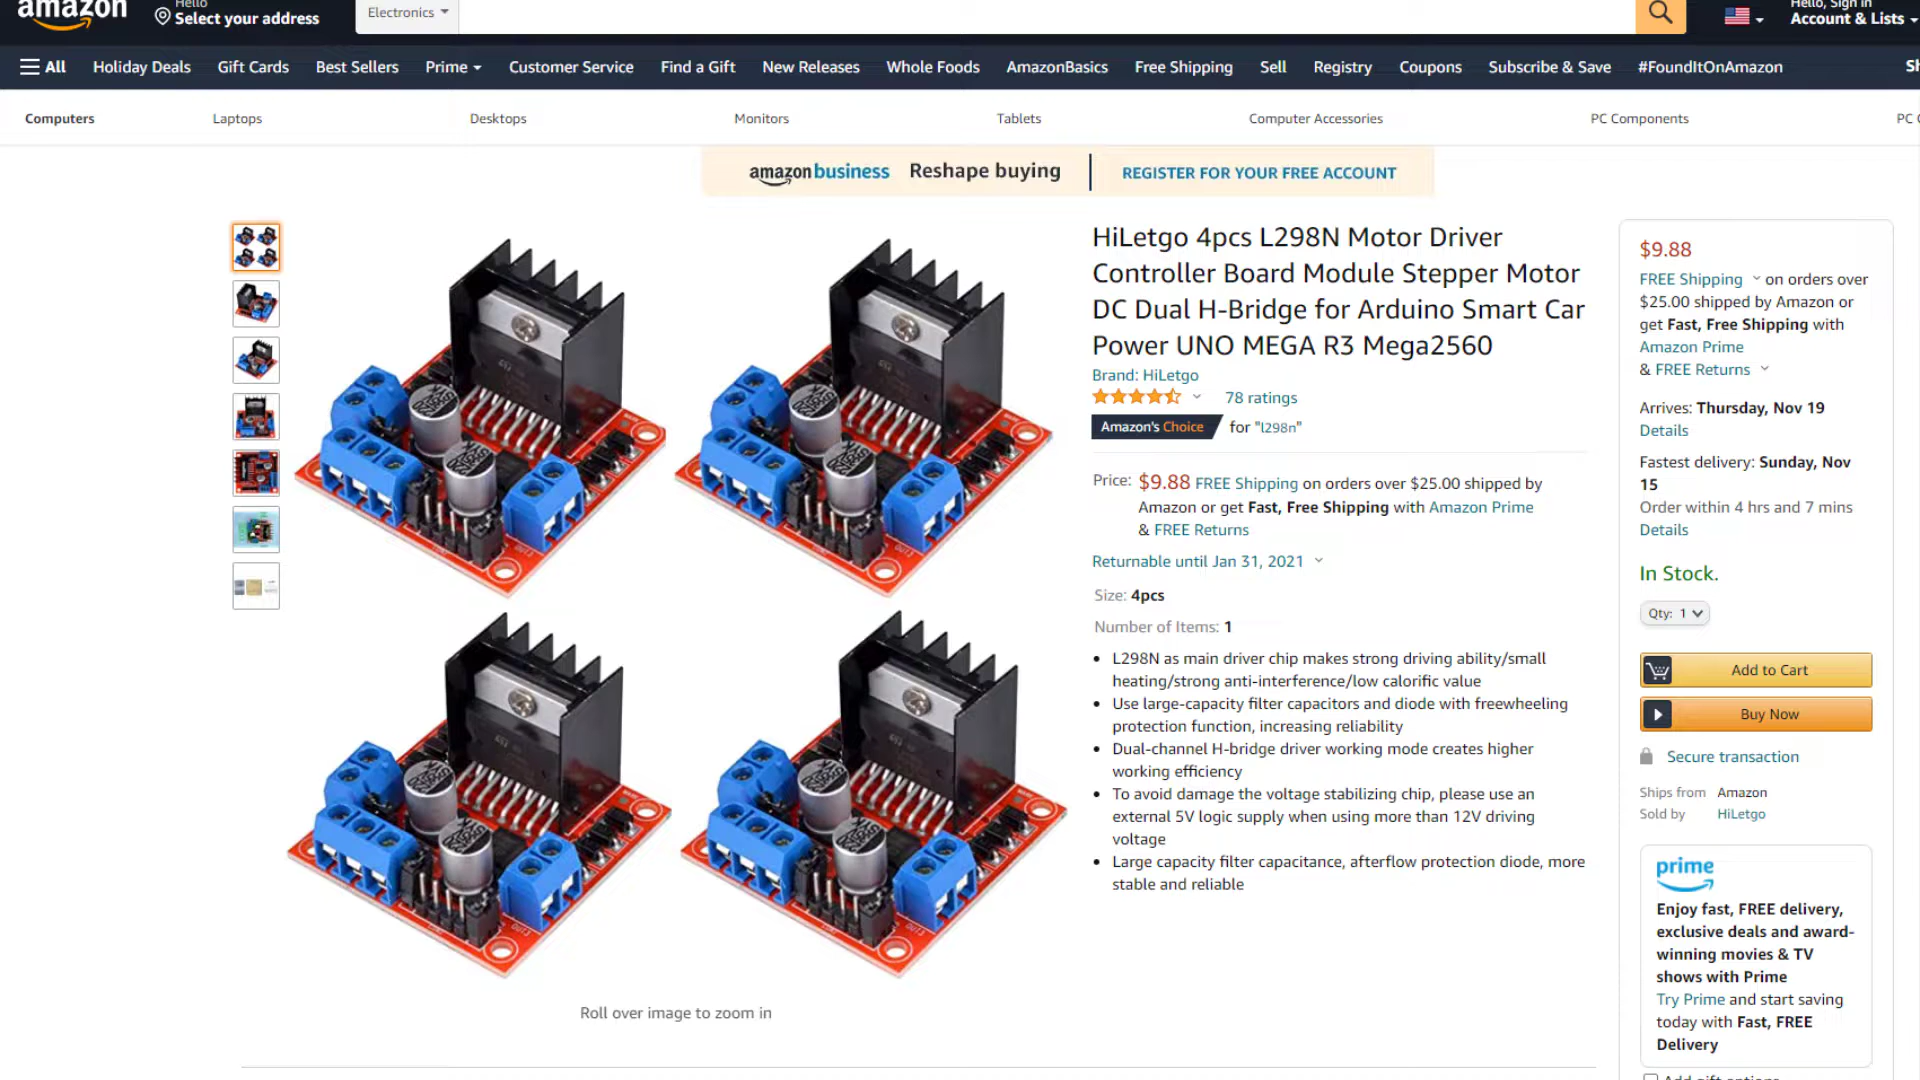 amazon
Hello
Select your address
Electronics
Hello, Sign in
Account & Lists
All
Holiday Deals
Gift Cards
Best Sellers
Prime
Customer Service
Find a Gift
New Releases
Whole Foods
AmazonBasics
Free Shipping
Sell
Registry
Coupons
Subscribe & Save
#FoundItOnAmazon
Computers
Laptops
Desktops
Monitors
Tablets
Computer Accessories
PC Components
PC
amazon business Reshape buying
REGISTER FOR YOUR FREE ACCOUNT
HiLetgo 4pcs L298N Motor Driver
Controller Board Module Stepper Motor
DC Dual H-Bridge for Arduino Smart Car
Power UNO MEGA R3 Mega2560
Brand: HiLetgo
78 ratings
Amazon's Choice for "l298n"
Price: $9.88 FREE Shipping on orders over $25.00 shipped by
Amazon or get Fast, Free Shipping with Amazon Prime
& FREE Returns
Returnable until Jan 31, 2021
Size: 4pcs
Number of Items: 1
• L298N as main driver chip makes strong driving ability/small
heating/strong anti-interference/low calorific value
• Use large-capacity filter capacitors and diode with freewheeling
protection function, increasing reliability
• Dual-channel H-bridge driver working mode creates higher
working efficiency
• To avoid damage the voltage stabilizing chip, please use an
external 5V logic supply when using more than 12V driving
voltage
• Large capacity filter capacitance, afterflow protection diode, more
stable and reliable
Roll over image to zoom in
$9.88
FREE Shipping on orders over
$25.00 shipped by Amazon or
get Fast, Free Shipping with
Amazon Prime
& FREE Returns
Arrives: Thursday, Nov 19
Details
Fastest delivery: Sunday, Nov
15
Order within 4 hrs and 7 mins
Details
In Stock.
Qty: 1
Add to Cart
Buy Now
Secure transaction
Ships from Amazon
Sold by HiLetgo
prime
Enjoy fast, FREE delivery,
exclusive deals and award-
winning movies & TV
shows with Prime
Try Prime and start saving
today with Fast, FREE
Delivery
Add gift options